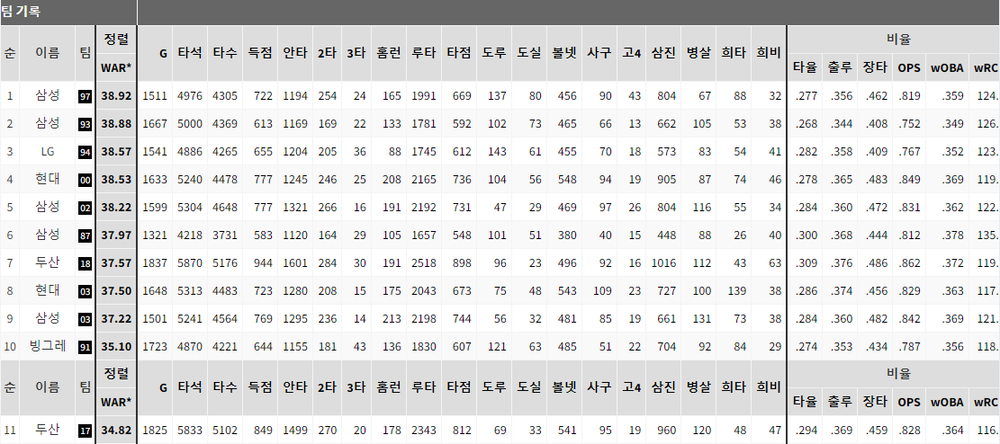 팀 기록
순 이름 팀 정렬 WAR* G 타석 타수 득점 안타 2타 3타 홈런 루타 타점 도루 도실 볼넷 사구 고4 삼진 병살 희타 희비 비율 타율 출루 장타 OPS wOBA wRC
1 삼성 97 38.92 1511 4976 4305 722 1194 254 24 165 1991 669 137 80 456 90 43 804 67 88 32 .277 .356 .462 .819 .359 124.
2 삼성 93 38.88 1667 5000 4369 613 1169 169 22 133 1781 592 102 73 465 66 13 662 105 53 38 .268 .344 .408 .752 .349 126.
3 LG 94 38.57 1541 4886 4265 655 1204 205 36 88 1745 612 143 61 455 70 18 573 83 54 41 .282 .358 .409 .767 .352 123.
4 현대 00 38.53 1633 5240 4478 777 1245 246 25 208 2165 736 104 56 548 94 19 905 87 74 46 .278 .365 .483 .849 .369 119.
5 삼성 02 38.22 1599 5304 4648 777 1321 266 16 191 2192 731 47 29 469 97 26 804 116 55 34 .284 .360 .472 .831 .362 122.
6 삼성 87 37.97 1321 4218 3731 583 1120 164 29 105 1657 548 101 51 380 40 15 448 88 26 40 .300 .368 .444 .812 .378 135.
7 두산 18 37.57 1837 5870 5176 944 1601 284 30 191 2518 898 96 23 496 92 16 1016 112 43 63 .309 .376 .486 .862 .372 119.
8 현대 03 37.50 1648 5313 4483 723 1280 208 15 175 2043 673 75 48 543 109 23 727 100 139 38 .286 .374 .456 .829 .363 117.
9 삼성 03 37.22 1501 5241 4564 769 1295 236 14 213 2198 744 56 32 481 85 19 661 131 73 38 .284 .360 .482 .842 .369 121.
10 빙그레 91 35.10 1723 4870 4221 644 1155 181 43 136 1830 607 121 63 485 51 22 704 92 84 29 .274 .353 .434 .787 .356 118.
순 이름 팀 정렬 WAR* G 타석 타수 득점 안타 2타 3타 홈런 루타 타점 도루 도실 볼넷 사구 고4 삼진 병살 희타 희비 비율 타율 출루 장타 OPS wOBA wRC
11 두산 17 34.82 1825 5833 5102 849 1499 270 20 178 2343 812 69 33 541 95 19 960 120 48 47 .294 .369 .459 .828 .364 116.